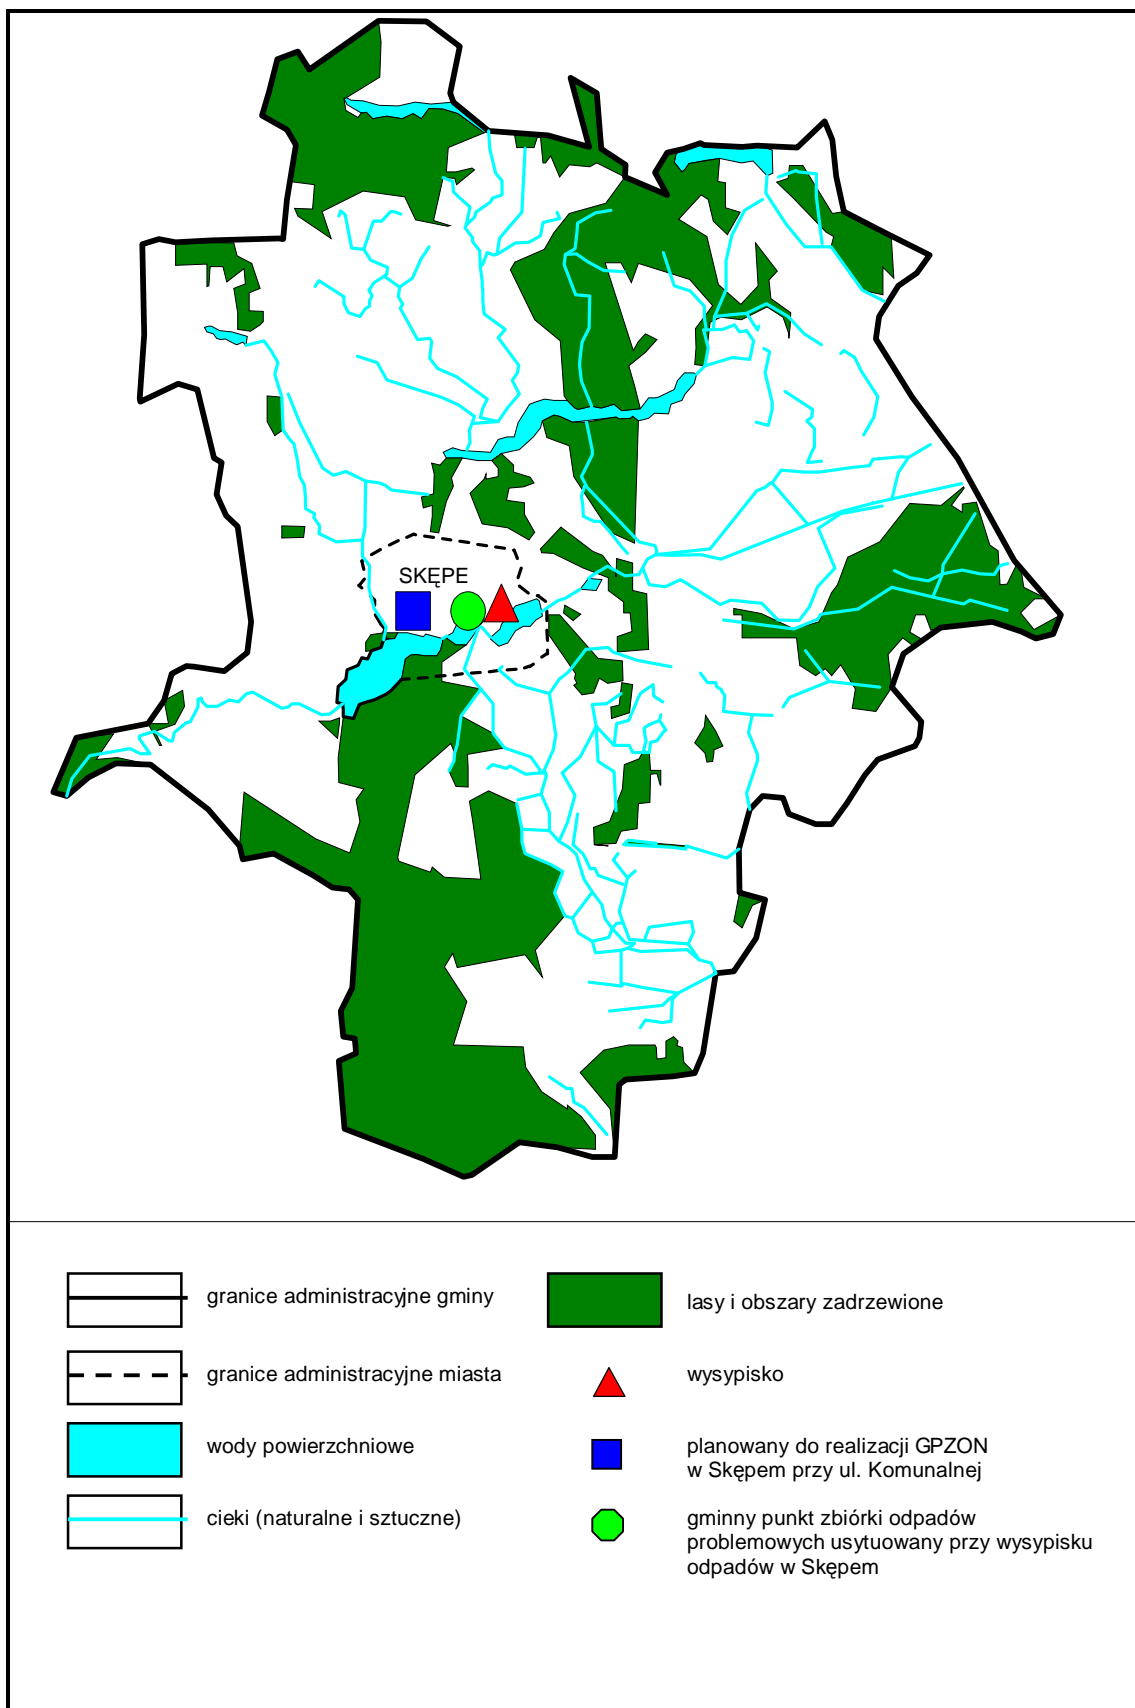 SKĘPE
granice administracyjne gminy
granice administracyjne miasta
wody powierzchniowe
cieki (naturalne i sztuczne)
lasy i obszary zadrzewione
wysypisko
planowany do realizacji GPZON
w Skępem przy ul. Komunalnej
gminny punkt zbiórki odpadów
problemowych usytuowany przy wysypisku
odpadów w Skępem